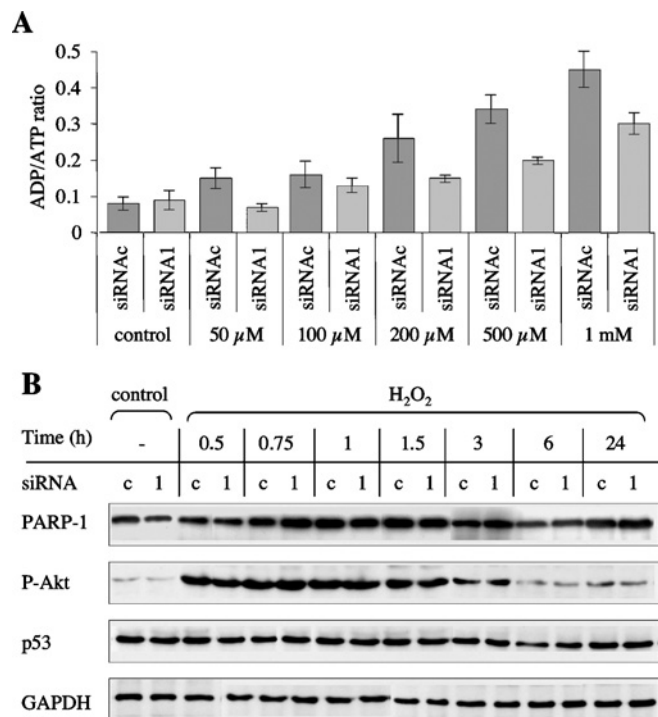 A
0.5
0.4
0.3
0.2
0.1
0
ADP/ATP ratio
siRNAc siRNA1 siRNAc siRNA1 siRNAc siRNA1 siRNAc siRNA1 siRNAc siRNA1 siRNAc siRNA1
control 50 µM 100 µM 200 µM 500 µM 1 mM
B
control H₂O₂
Time (h) - 0.5 0.75 1 1.5 3 6 24
siRNA c 1 c 1 c 1 c 1 c 1 c 1 c 1 c 1
PARP-1
P-Akt
p53
GAPDH